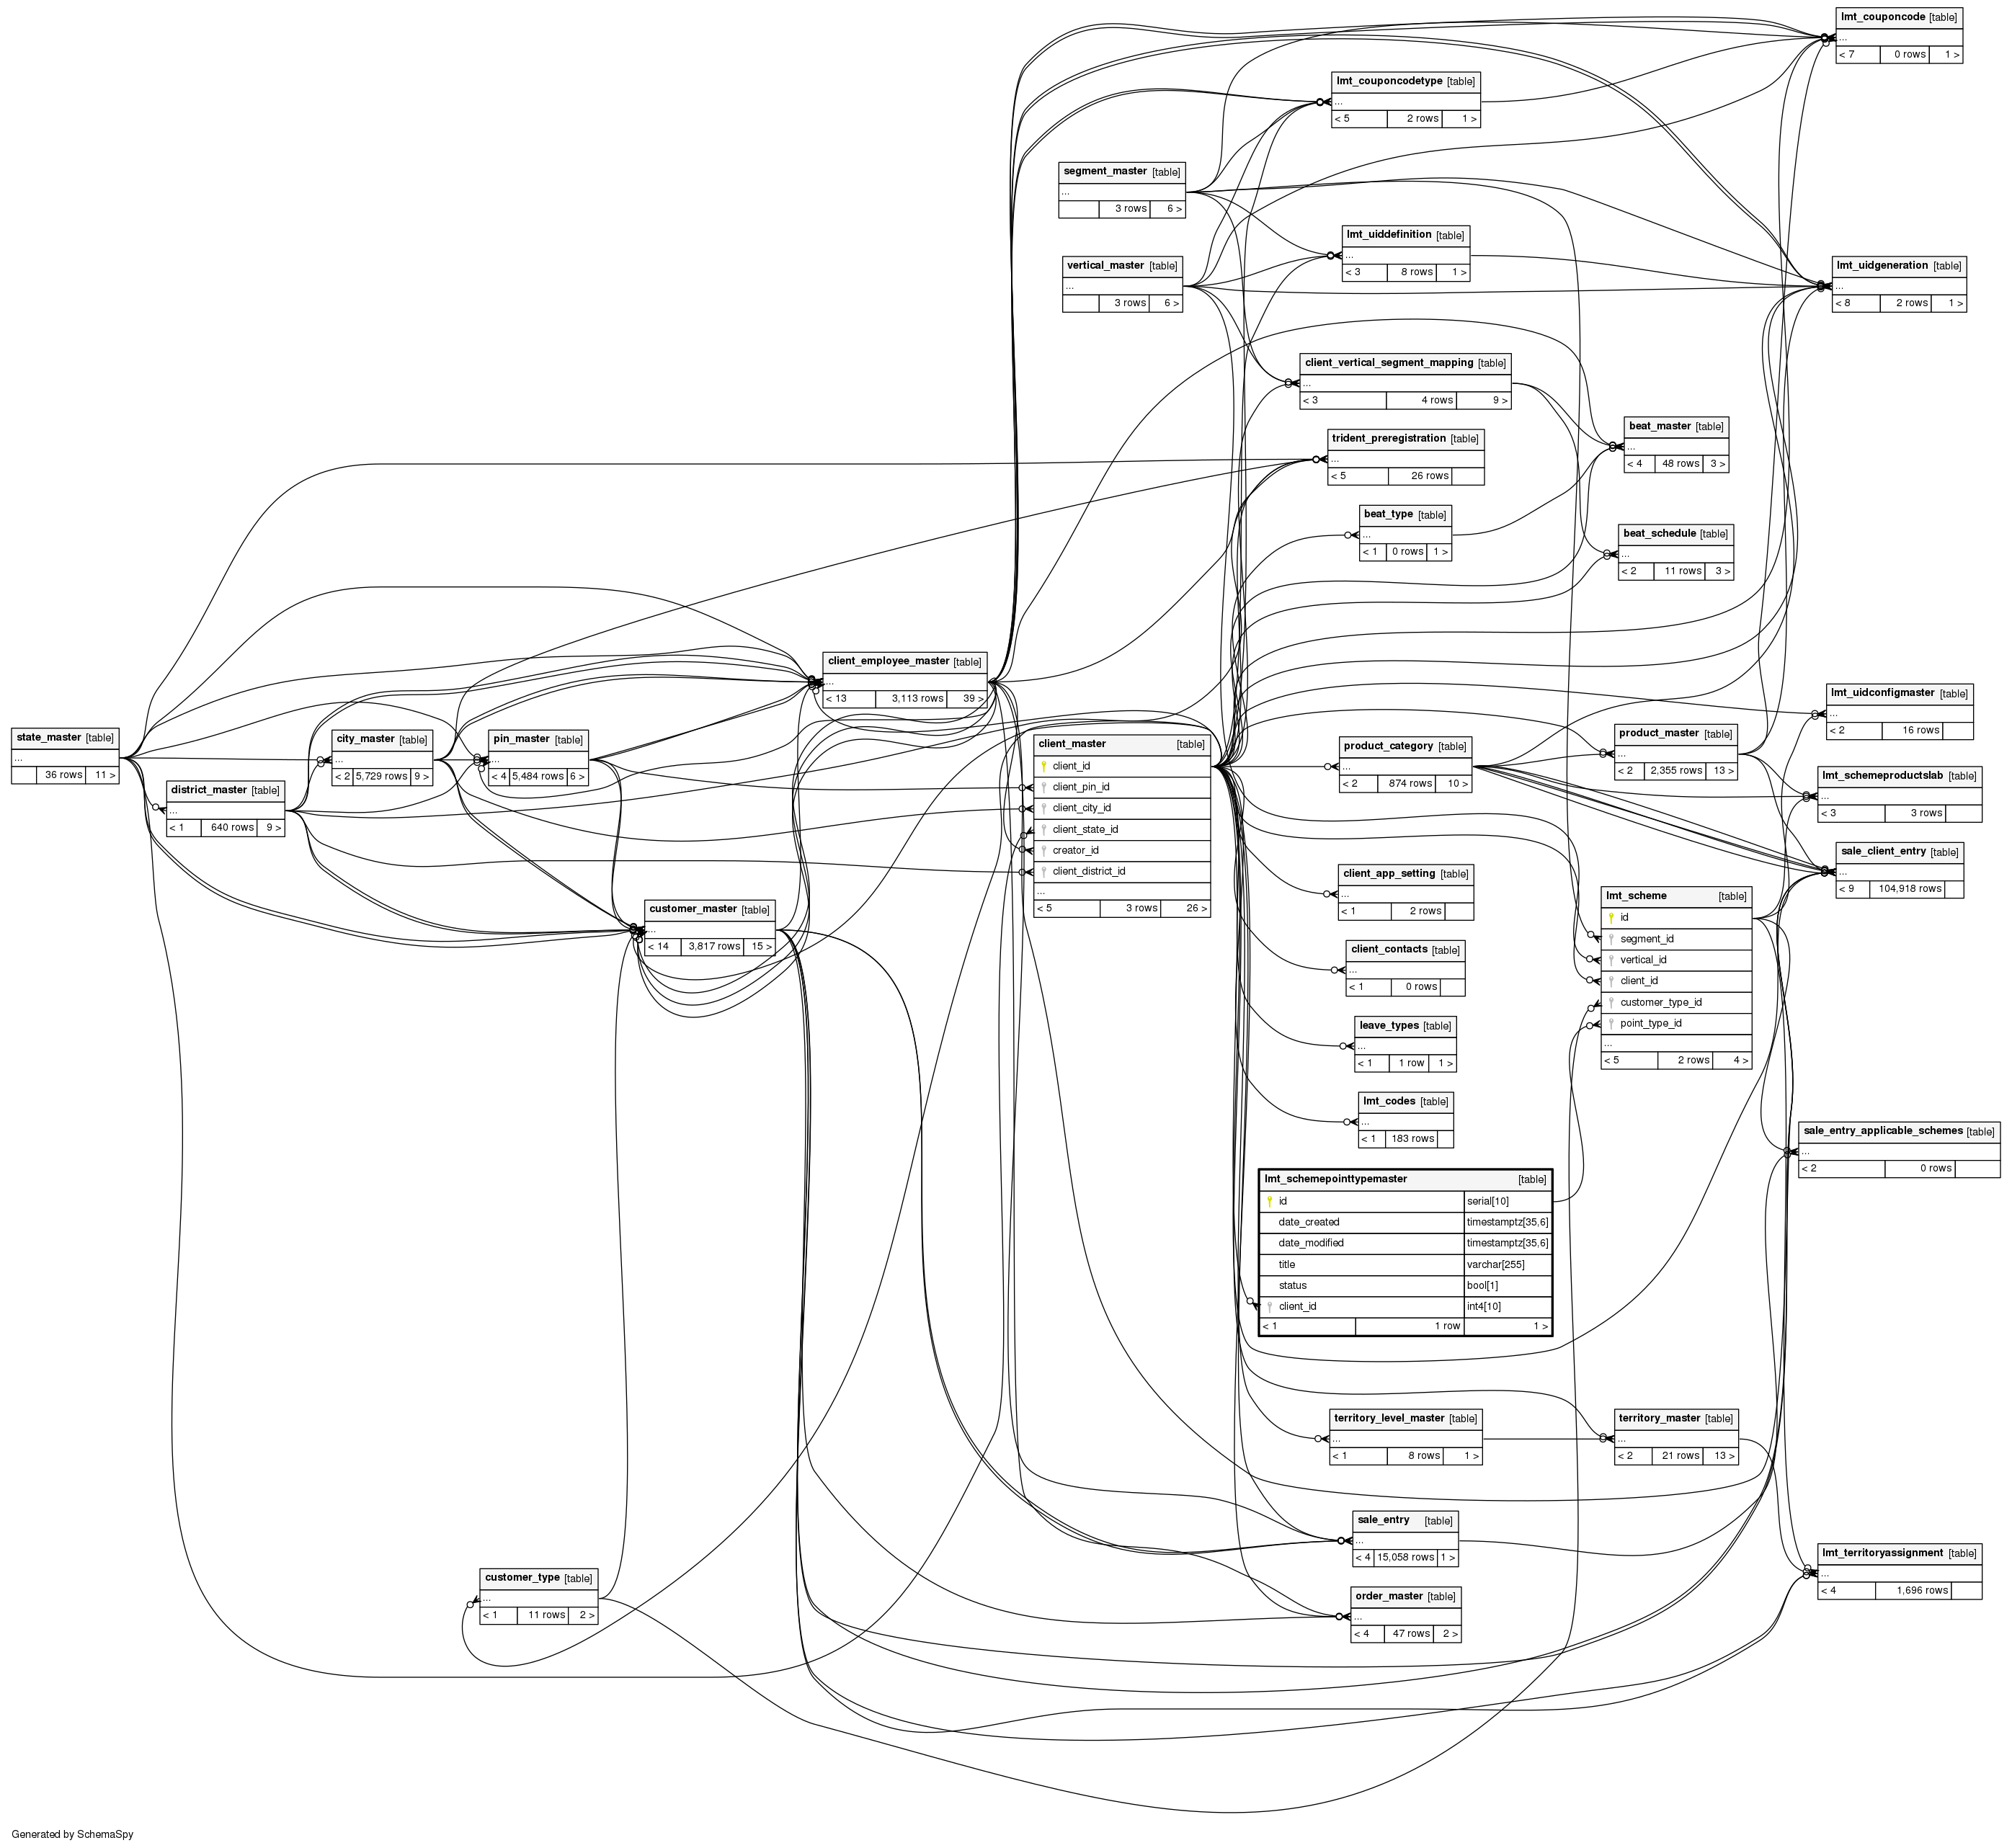 lmt_couponcode [table]
...
< 7 0 rows 1 >
lmt_couponcodetype [table]
...
< 5 2 rows 1 >
segment_master [table]
...
3 rows 6 >
lmt_uiddefinition [table]
...
< 3 8 rows 1 >
vertical_master [table]
...
3 rows 6 >
lmt_uidgeneration [table]
...
< 8 2 rows 1 >
client_vertical_segment_mapping [table]
...
< 3 4 rows 9 >
beat_master [table]
...
< 4 48 rows 3 >
trident_preregistration [table]
...
< 5 26 rows
beat_type [table]
...
< 1 0 rows 1 >
beat_schedule [table]
...
< 2 11 rows 3 >
client_employee_master [table]
...
< 13 3,113 rows 39 >
lmt_uidconfigmaster [table]
...
< 2 16 rows
state_master [table]
...
36 rows 11 >
city_master [table]
...
< 2 5,729 rows 9 >
pin_master [table]
...
< 4 5,484 rows 6 >
district_master [table]
...
< 1 640 rows 9 >
client_master [table]
client_id
client_pin_id
client_city_id
client_state_id
creator_id
client_district_id
...
< 5 3 rows 26 >
product_category [table]
...
< 2 874 rows 10 >
product_master [table]
...
< 2 2,355 rows 13 >
lmt_schemeproductslab [table]
...
< 3 3 rows
sale_client_entry [table]
...
< 9 104,918 rows
client_app_setting [table]
...
< 1 2 rows
lmt_scheme [table]
id
segment_id
vertical_id
client_id
customer_type_id
point_type_id
...
< 5 2 rows 4 >
customer_master [table]
...
< 14 3,817 rows 15 >
client_contacts [table]
...
< 1 0 rows
leave_types [table]
...
< 1 1 row 1 >
lmt_codes [table]
...
< 1 183 rows
sale_entry_applicable_schemes [table]
...
< 2 0 rows
lmt_schemepointtypemaster [table]
id serial[10]
date_created timestamptz[35,6]
date_modified timestamptz[35,6]
title varchar[255]
status bool[1]
client_id int4[10]
< 1 1 row 1 >
territory_level_master [table]
...
< 1 8 rows 1 >
territory_master [table]
...
< 2 21 rows 13 >
sale_entry [table]
...
< 4 15,058 rows 1 >
lmt_territoryassignment [table]
...
< 4 1,696 rows
customer_type [table]
...
< 1 11 rows 2 >
order_master [table]
...
< 4 47 rows 2 >
Generated by SchemaSpy